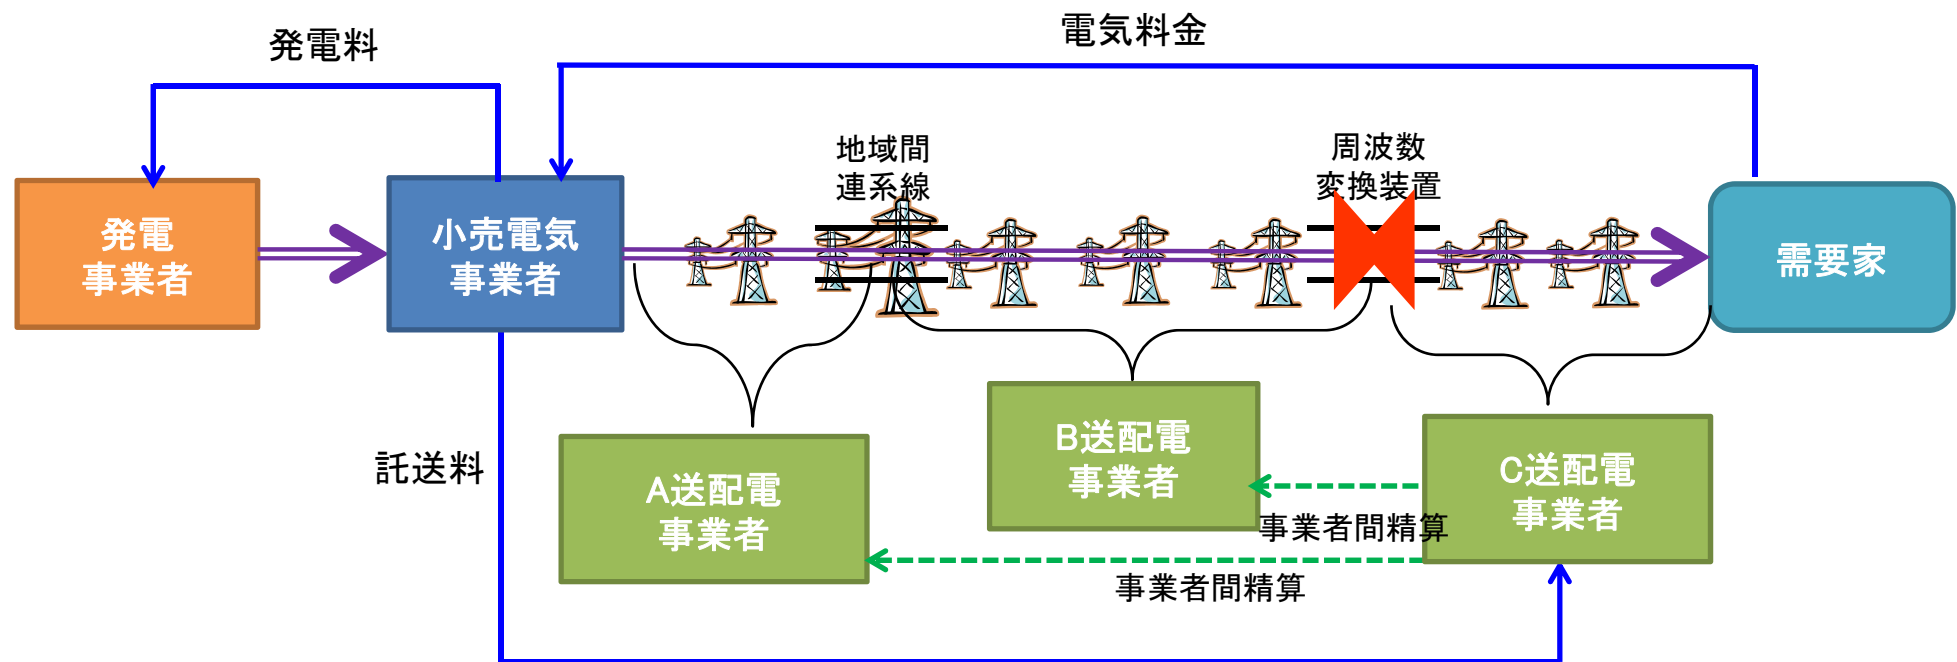 発電料
電気料金
地域間
連系線
周波数
変換装置
発電
事業者
小売電気
事業者
需要家
託送料
A送配電
事業者
B送配電
事業者
C送配電
事業者
事業者間精算
事業者間精算